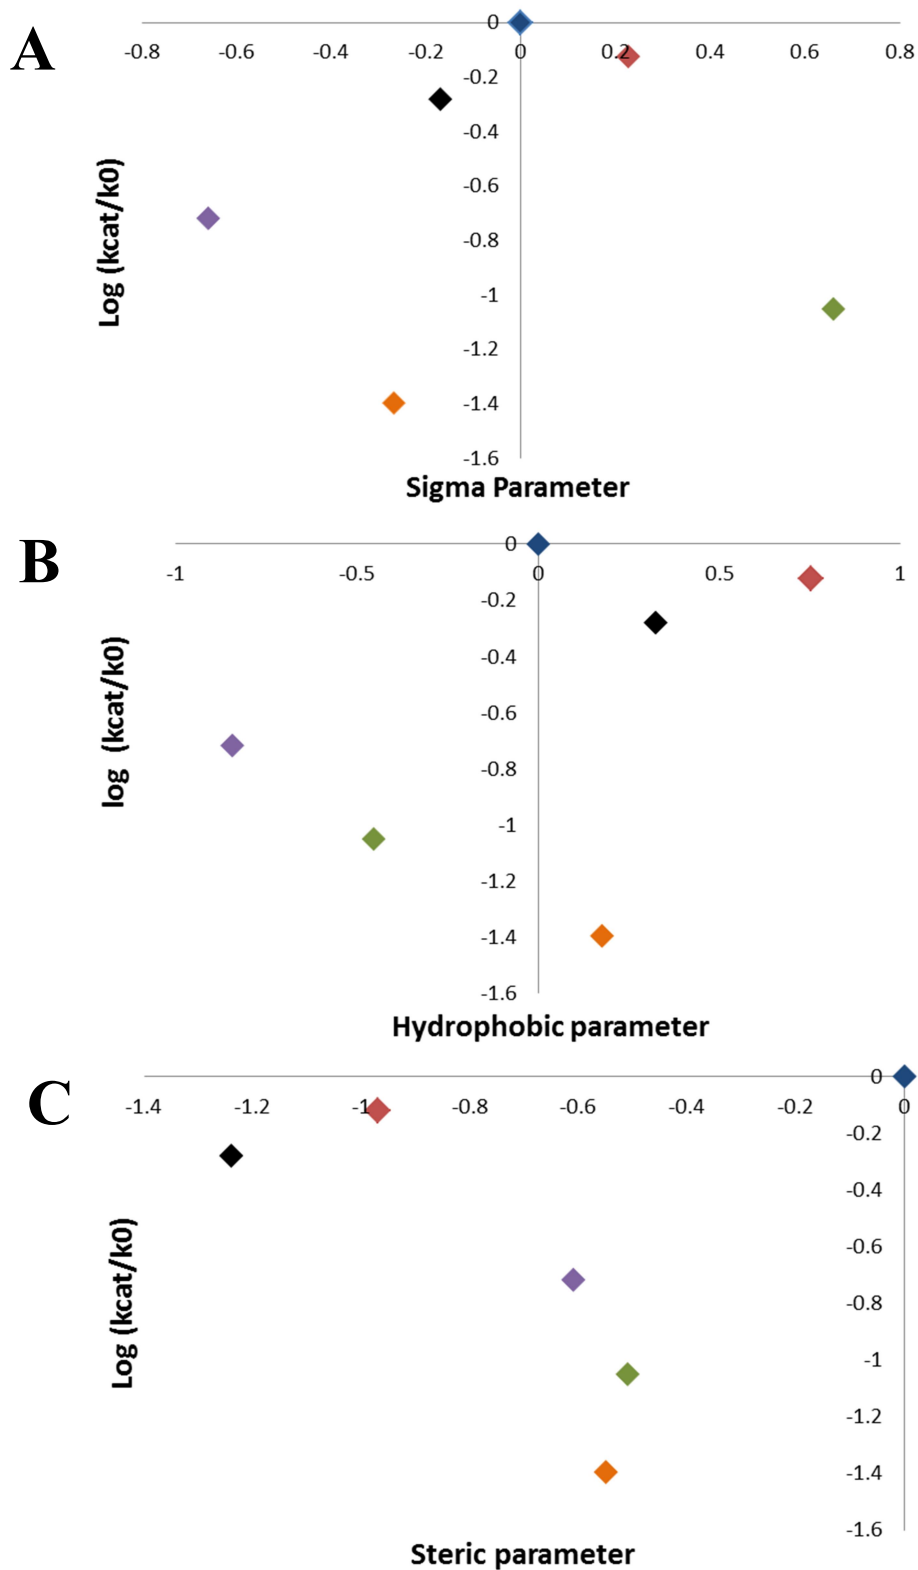 A
0
-0.8 -0.6 -0.4 -0.2 0 0.2 0.4 0.6 0.8
-0.2
-0.4
-0.6
-0.8
-1
-1.2
-1.4
-1.6
Log (kcat/k0)
Sigma Parameter
B
0
-1 -0.5 0 0.5 1
-0.2
-0.4
-0.6
-0.8
-1
-1.2
-1.4
-1.6
log (kcat/k0)
Hydrophobic parameter
C
0
-1.4 -1.2 -1 -0.8 -0.6 -0.4 -0.2 0
-0.2
-0.4
-0.6
-0.8
-1
-1.2
-1.4
-1.6
Log (kcat/k0)
Steric parameter